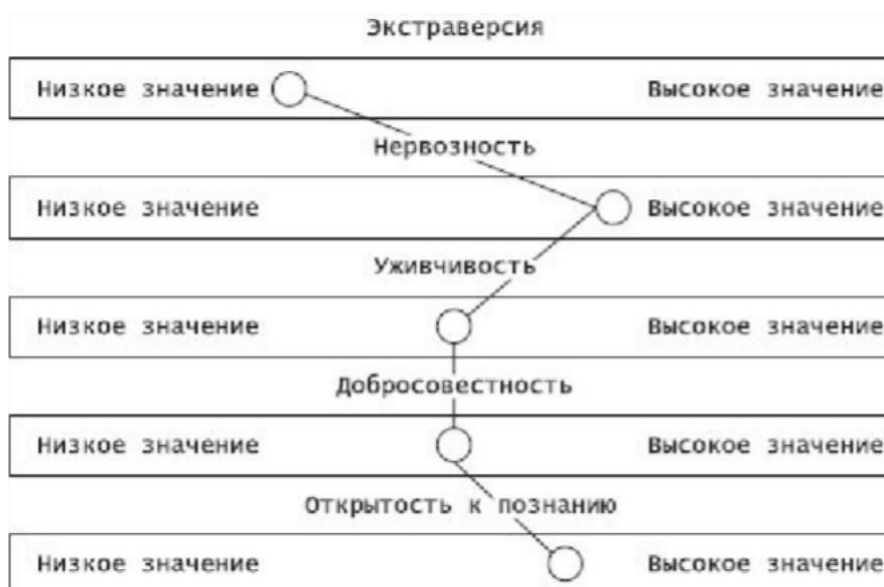 Экстраверсия
Низкое значение Высокое значение
Нервозность
Низкое значение Высокое значение
Уживчивость
Низкое значение Высокое значение
Добросовестность
Низкое значение Высокое значение
Открытость к познанию
Низкое значение Высокое значение